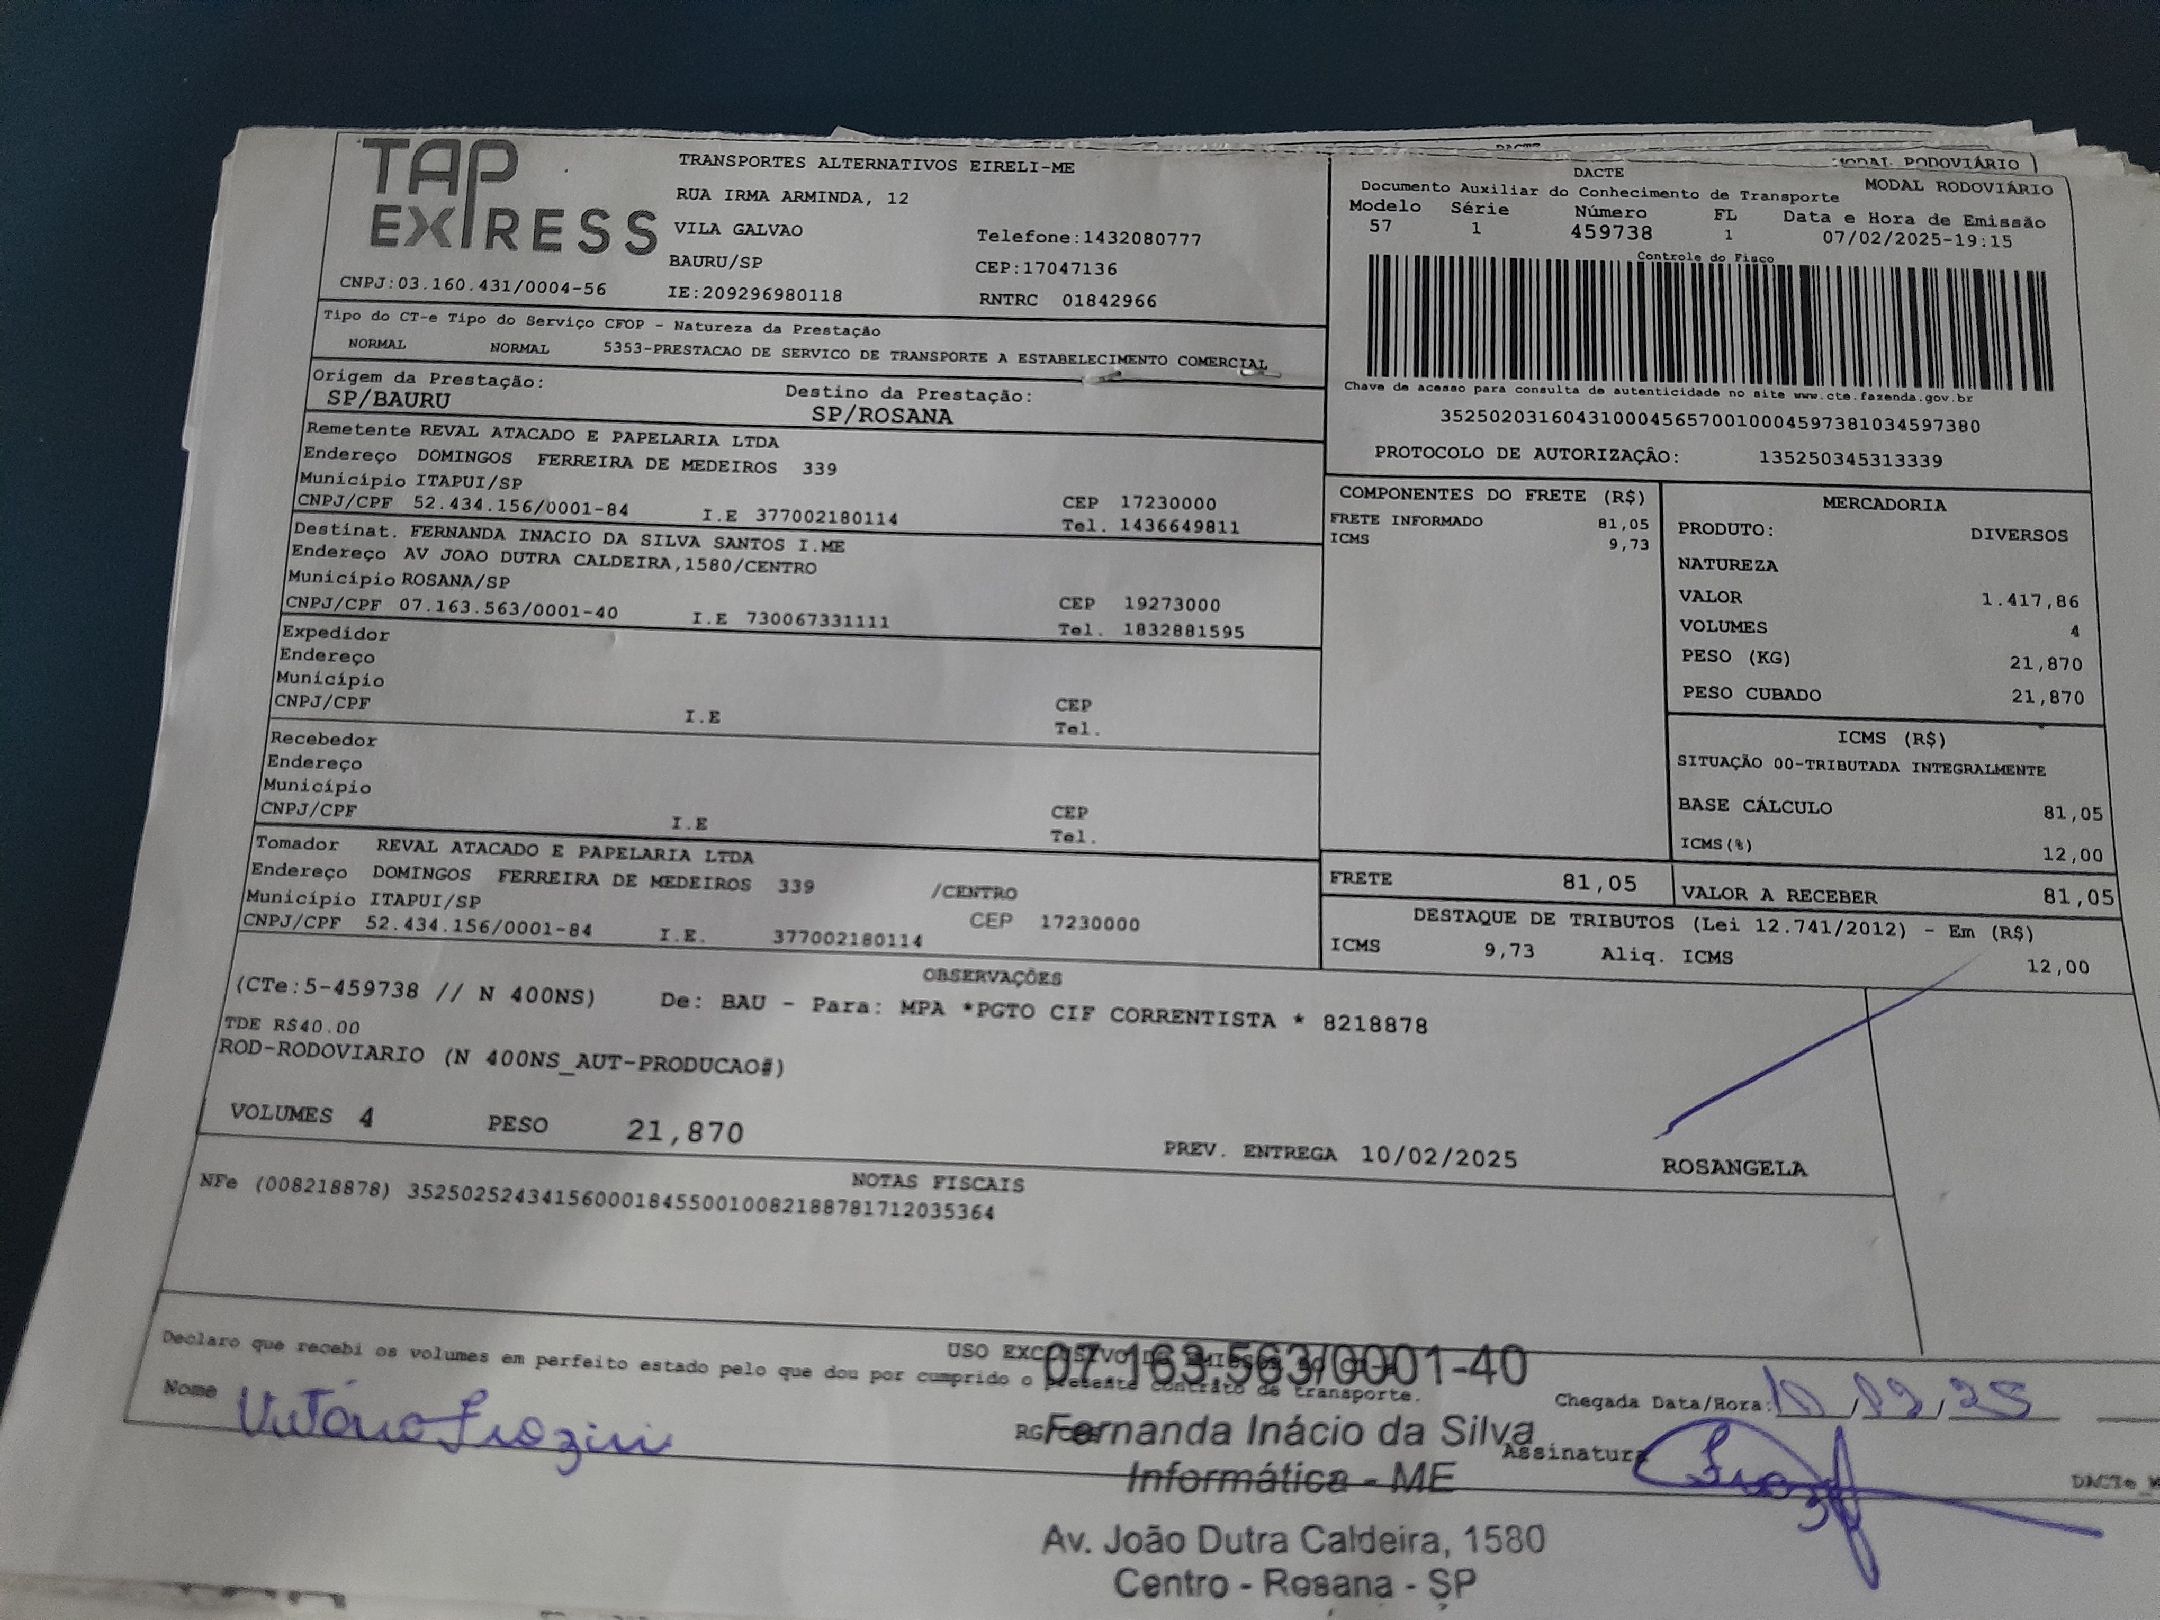 TAP EXPRESS
TRANSPORTES ALTERNATIVOS EIRELI-ME
RUA IRMA ARMINDA, 12
VILA GALVAO Telefone:1432080777
BAURU/SP CEP:17047136
CNPJ:03.160.431/0004-56 IE:209296980118 RNTRC 01842966
MODAL RODOVIÁRIO
DACTE MODAL RODOVIÁRIO
Documento Auxiliar do Conhecimento de Transporte
Modelo Série Número FL Data e Hora de Emissão
57 1 459738 1 07/02/2025-19:15
Controle do Fisco
Chave de acesso para consulta de autenticidade no site www.cte.fazenda.gov.br
35250203160431000456570010004597381034597380
PROTOCOLO DE AUTORIZAÇÂO: 135250345313339
Tipo do CT-e Tipo do Serviço CFOP - Natureza da Prestação
NORMAL NORMAL 5353-PRESTACAO DE SERVICO DE TRANSPORTE A ESTABELECIMENTO COMERCIAL
Origem da Prestação: Destino da Prestação:
SP/BAURU SP/ROSANA
Remetente REVAL ATACADO E PAPELARIA LTDA
Endereço DOMINGOS FERREIRA DE MEDEIROS 339
Município ITAPUI/SP CEP 17230000
CNPJ/CPF 52.434.156/0001-84 I.E 377002180114 Tel. 1436649811
Destinat. FERNANDA INACIO DA SILVA SANTOS I.ME
Endereço AV JOAO DUTRA CALDEIRA,1580/CENTRO
Município ROSANA/SP CEP 19273000
CNPJ/CPF 07.163.563/0001-40 I.E 730067331111 Tel. 1832881595
Expedidor
Endereço
Município CEP
CNPJ/CPF I.E Tel.
Recebedor
Endereço
Município CEP
CNPJ/CPF I.E Tel.
Tomador REVAL ATACADO E PAPELARIA LTDA
Endereço DOMINGOS FERREIRA DE MEDEIROS 339 /CENTRO
Município ITAPUI/SP CEP 17230000
CNPJ/CPF 52.434.156/0001-84 I.E. 377002180114
COMPONENTES DO FRETE (R$)
FRETE INFORMADO 81,05
ICMS 9,73
MERCADORIA
PRODUTO: DIVERSOS
NATUREZA
VALOR 1.417,86
VOLUMES 4
PESO (KG) 21,870
PESO CUBADO 21,870
ICMS (R$)
SITUAÇÃO 00-TRIBUTADA INTEGRALMENTE
BASE CÁLCULO 81,05
ICMS(%) 12,00
FRETE 81,05 VALOR A RECEBER 81,05
DESTAQUE DE TRIBUTOS (Lei 12.741/2012) - Em (R$)
ICMS 9,73 Aliq. ICMS 12,00
OBSERVAÇÕES
(CTe:5-459738 // N 400NS) De: BAU - Para: MPA *PGTO CIF CORRENTISTA * 8218878
TDE R$40.00
ROD-RODOVIARIO (N 400NS_AUT-PRODUCAO#)
VOLUMES 4 PESO 21,870 PREV. ENTREGA 10/02/2025 ROSANGELA
NOTAS FISCAIS
NFe (008218878) 35250252434156000184550010082188781712035364
USO EXCLUSIVO DO
Declaro que recebi os volumes em perfeito estado pelo que dou por cumprido o presente contrato de transporte.
07.163.563/0001-40
Nome Chegada Data/Hora:
Fernanda Inácio da Silva Assinatura
Informática - ME
Av. João Dutra Caldeira, 1580
Centro - Rosana - SP